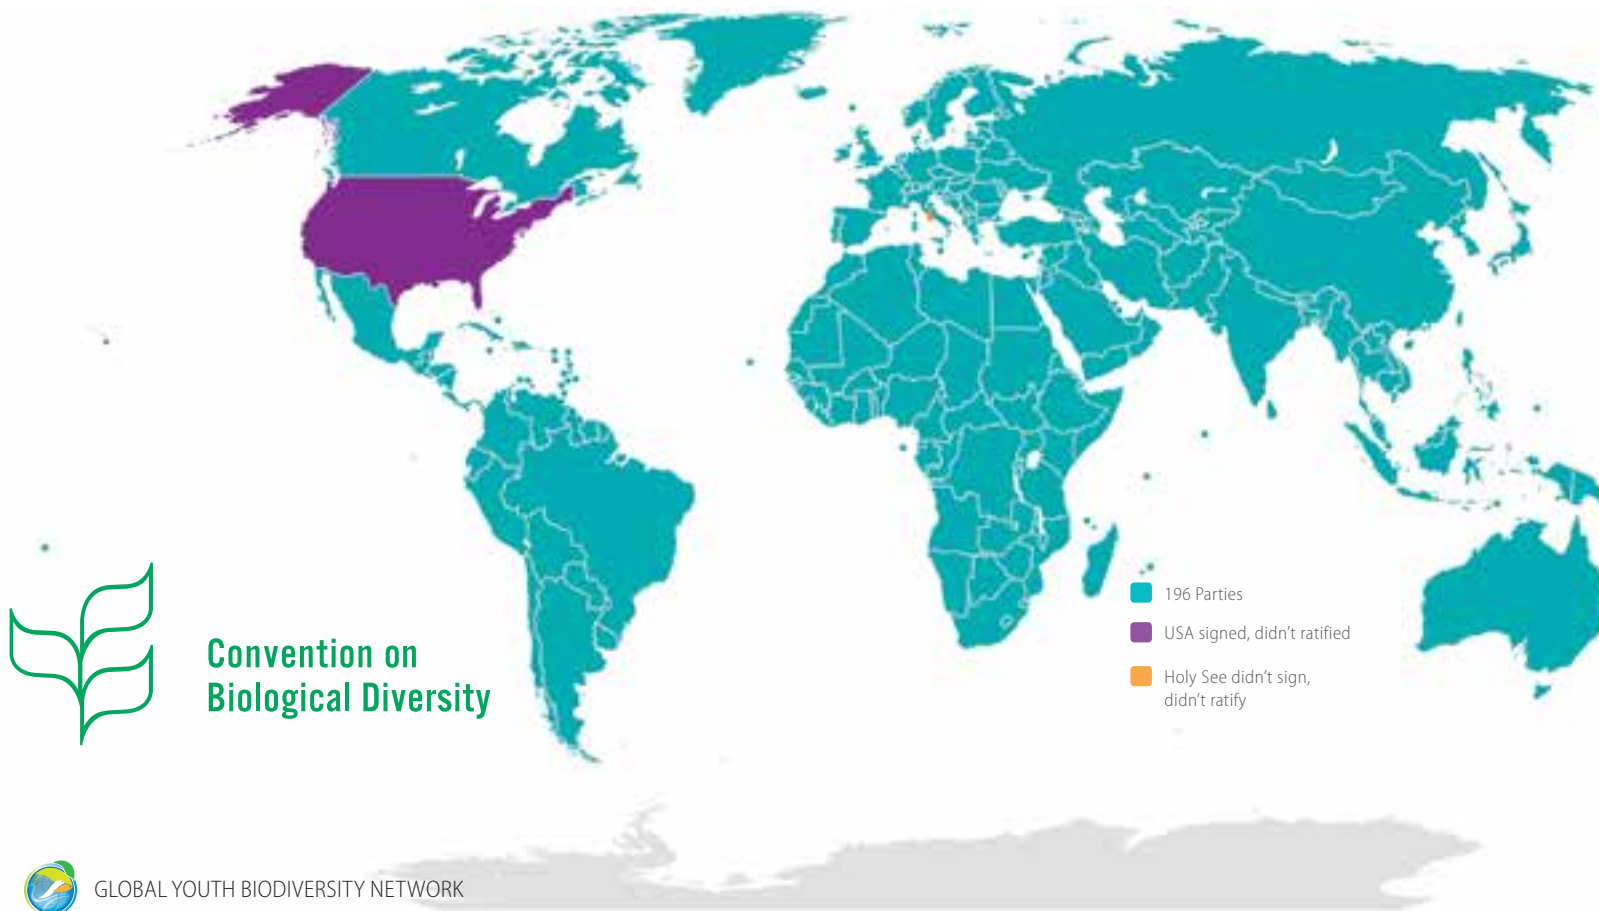 196 Parties
USA signed, didn't ratified
Holy See didn't sign,
didn't ratify
Convention on
Biological Diversity
GLOBAL YOUTH BIODIVERSITY NETWORK